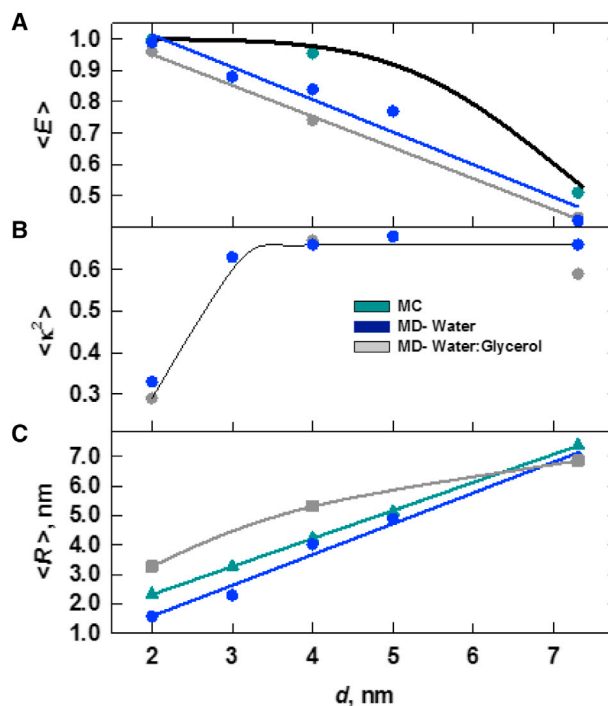 A
1.0
0.9
0.8
0.7
0.6
0.5
<E>
B
0.6
0.5
0.4
0.3
<κ²>
MC
MD- Water
MD- Water:Glycerol
C
7.0
6.0
5.0
4.0
3.0
2.0
1.0
<R>, nm
2 3 4 5 6 7
d, nm